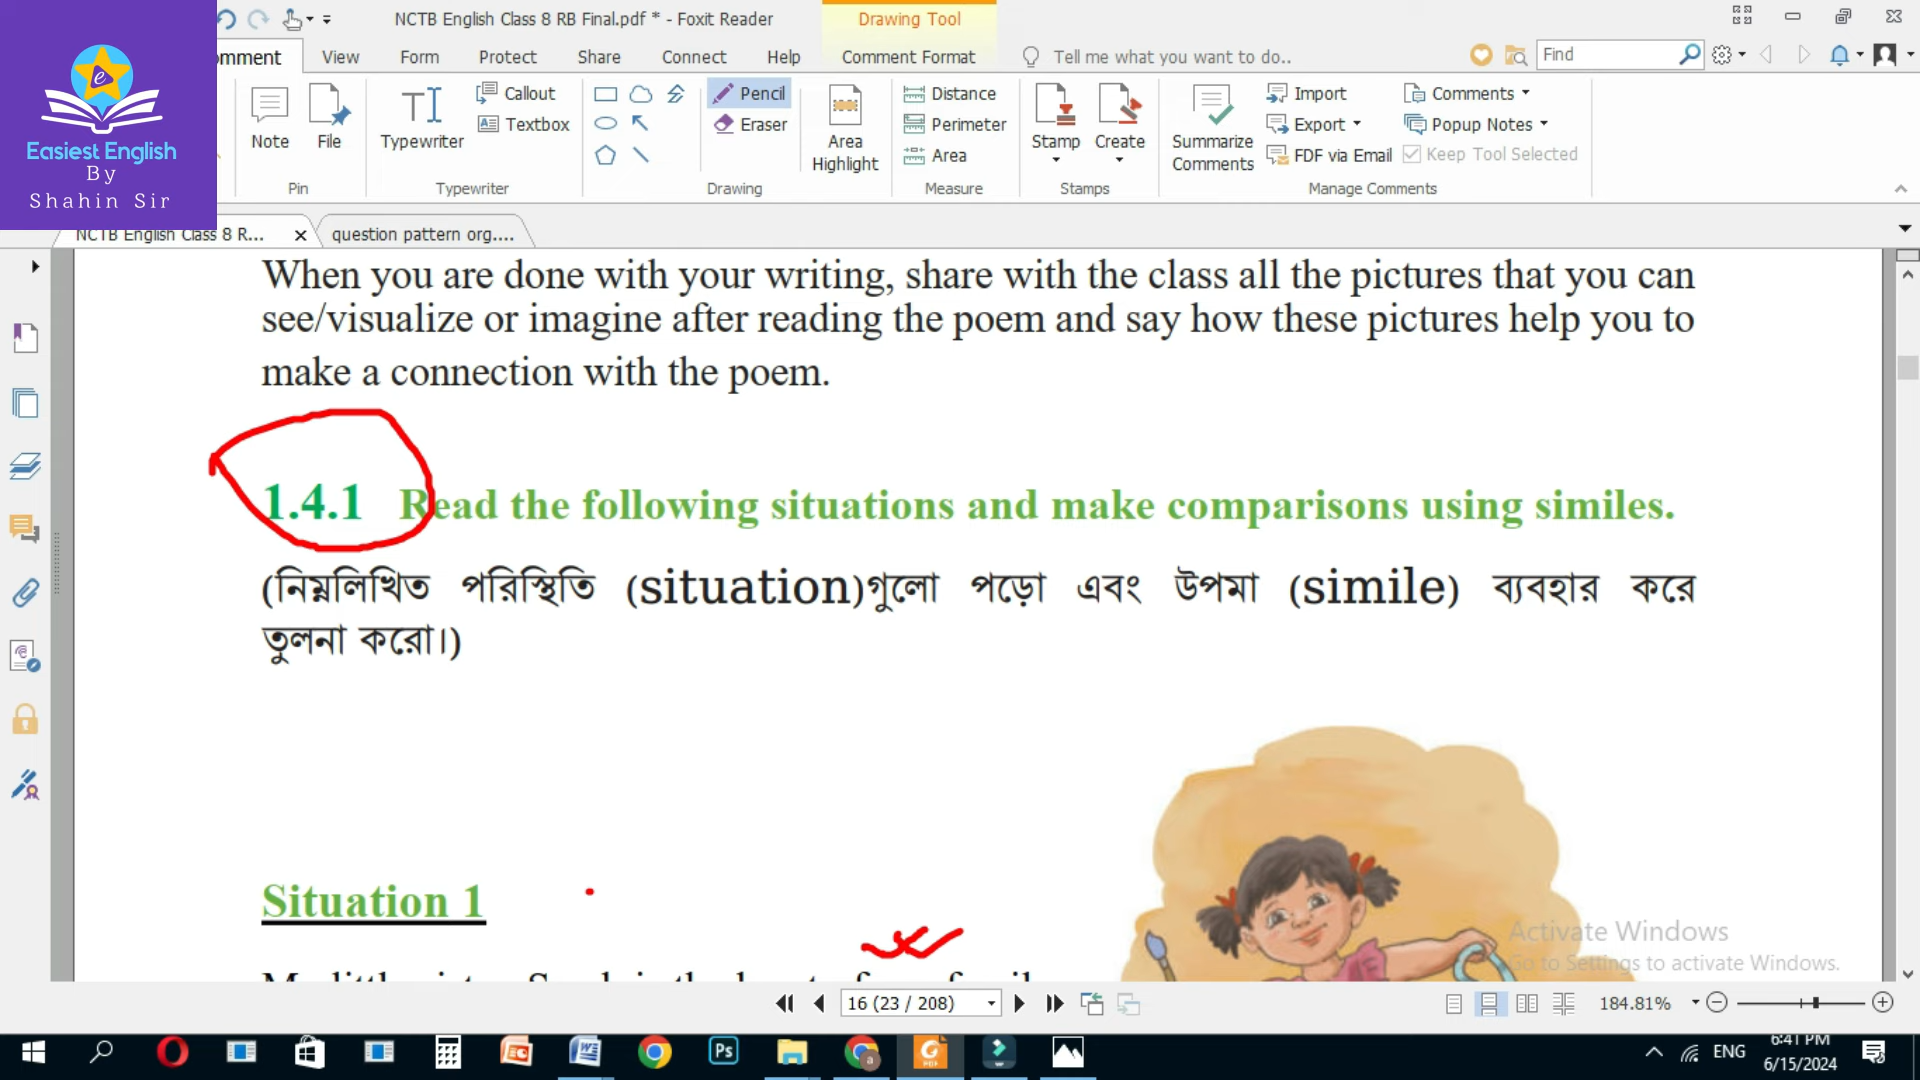 NCTB English Class 8 RB Final.pdf * - Foxit Reader
Drawing Tool
omment
View
Form
Protect
Share
Connect
Help
Comment Format
Tell me what you want to do..
Find
e
Easiest English
By
Shahin Sir
Note
File
Pin
Typewriter
Callout
Textbox
Typewriter
Pencil
Eraser
Area
Highlight
Drawing
Distance
Perimeter
Area
Measure
Stamp
Create
Stamps
Summarize
Comments
Import
Export
FDF via Email
Comments
Popup Notes
Keep Tool Selected
Manage Comments
NCTB English Class 8 R...
question pattern org....
When you are done with your writing, share with the class all the pictures that you can
see/visualize or imagine after reading the poem and say how these pictures help you to
make a connection with the poem.
1.4.1 Read the following situations and make comparisons using similes.
(নিম্নলিখিত পরিস্থিতি (situation)গুলো পড়ো এবং উপমা (simile) ব্যবহার করে
তুলনা করো।)
Situation 1
Activate Windows
Go to Settings to activate Windows.
16 (23 / 208)
184.81%
Ps
ENG
6:41 PM
6/15/2024